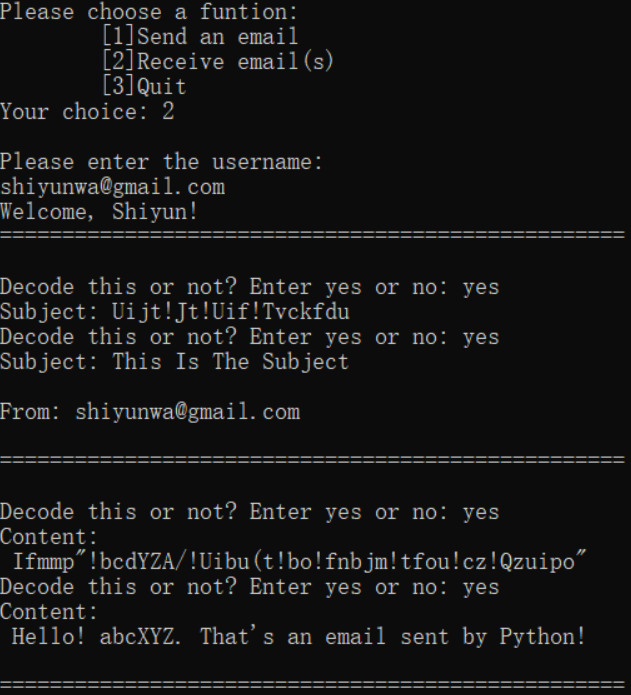 Please choose a funtion:
[1]Send an email
[2]Receive email(s)
[3]Quit
Your choice: 2
Please enter the username:
shiyunwa@gmail.com
Welcome, Shiyun!
==================================================
Decode this or not? Enter yes or no: yes
Subject: Uijt!Jt!Uif!Tvckfdu
Decode this or not? Enter yes or no: yes
Subject: This Is The Subject
From: shiyunwa@gmail.com
==================================================
Decode this or not? Enter yes or no: yes
Content:
Ifmmp"!bcdYZA/!Uibu(t!bo!fnbjm!tfou!cz!Qzuipo"
Decode this or not? Enter yes or no: yes
Content:
Hello! abcXYZ. That's an email sent by Python!
==================================================